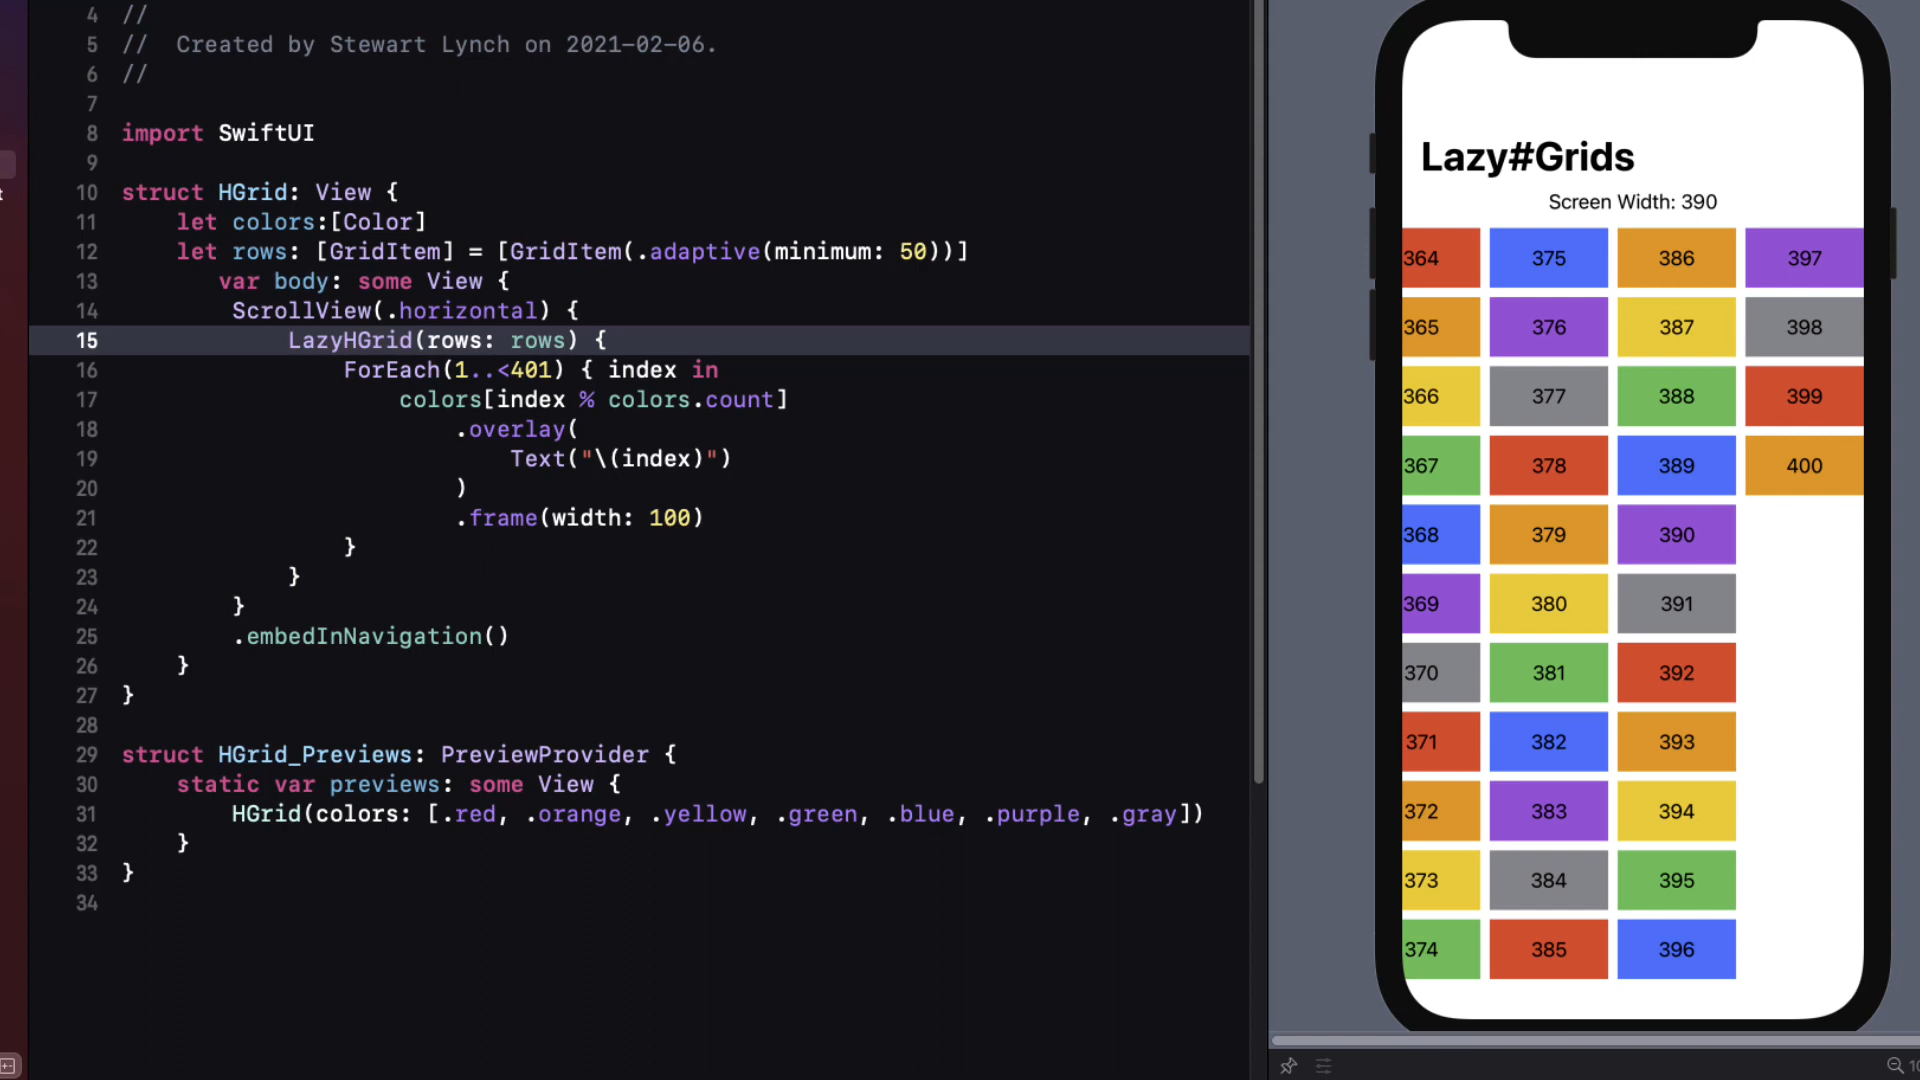 4 //
5 //  Created by Stewart Lynch on 2021-02-06.
6 //
7
8 import SwiftUI
9
10 struct HGrid: View {
11     let colors:[Color]
12     let rows: [GridItem] = [GridItem(.adaptive(minimum: 50))]
13        var body: some View {
14         ScrollView(.horizontal) {
15             LazyHGrid(rows: rows) {
16                 ForEach(1..<401) { index in
17                     colors[index % colors.count]
18                         .overlay(
19                             Text("\(index)")
20                         )
21                         .frame(width: 100)
22                 }
23             }
24         }
25         .embedInNavigation()
26     }
27 }
28
29 struct HGrid_Previews: PreviewProvider {
30     static var previews: some View {
31         HGrid(colors: [.red, .orange, .yellow, .green, .blue, .purple, .gray])
32     }
33 }
34
Lazy#Grids
Screen Width: 390
364 375 386 397
365 376 387 398
366 377 388 399
367 378 389 400
368 379 390
369 380 391
370 381 392
371 382 393
372 383 394
373 384 395
374 385 396